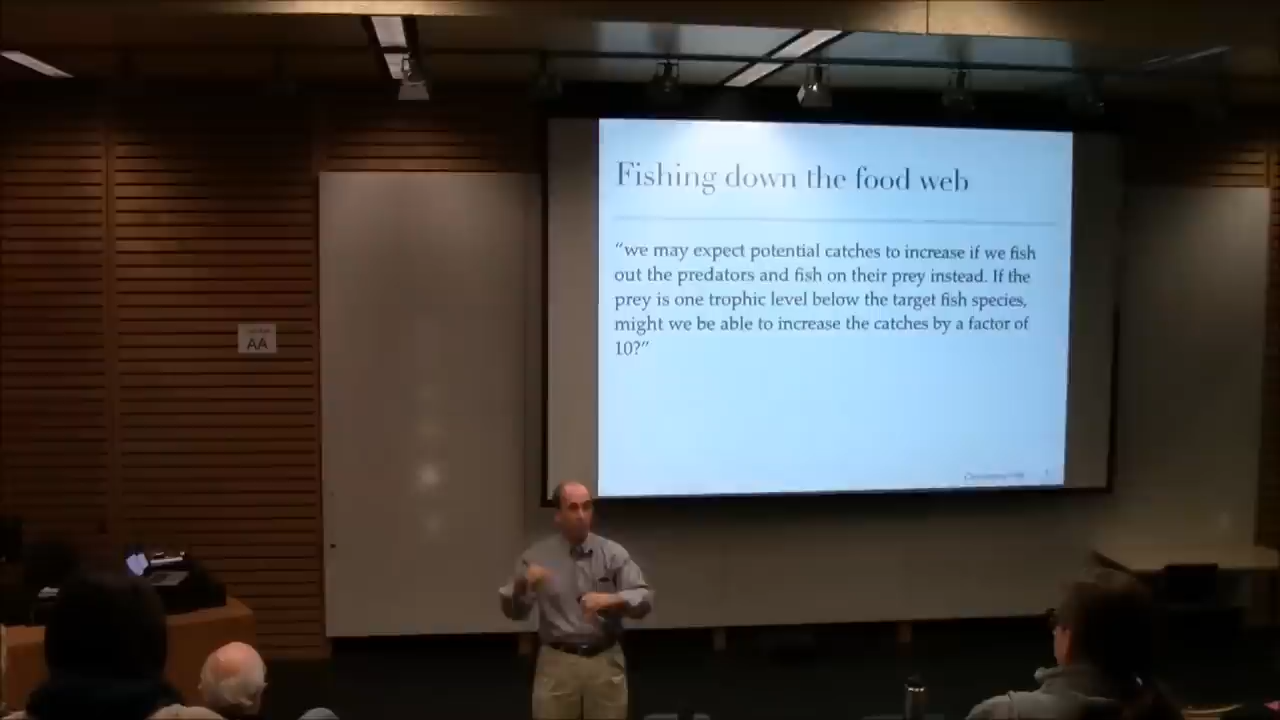 Fishing down the food web
“we may expect potential catches to increase if we fish
out the predators and fish on their prey instead. If the
prey is one trophic level below the target fish species,
might we be able to increase the catches by a factor of
10?”
AA